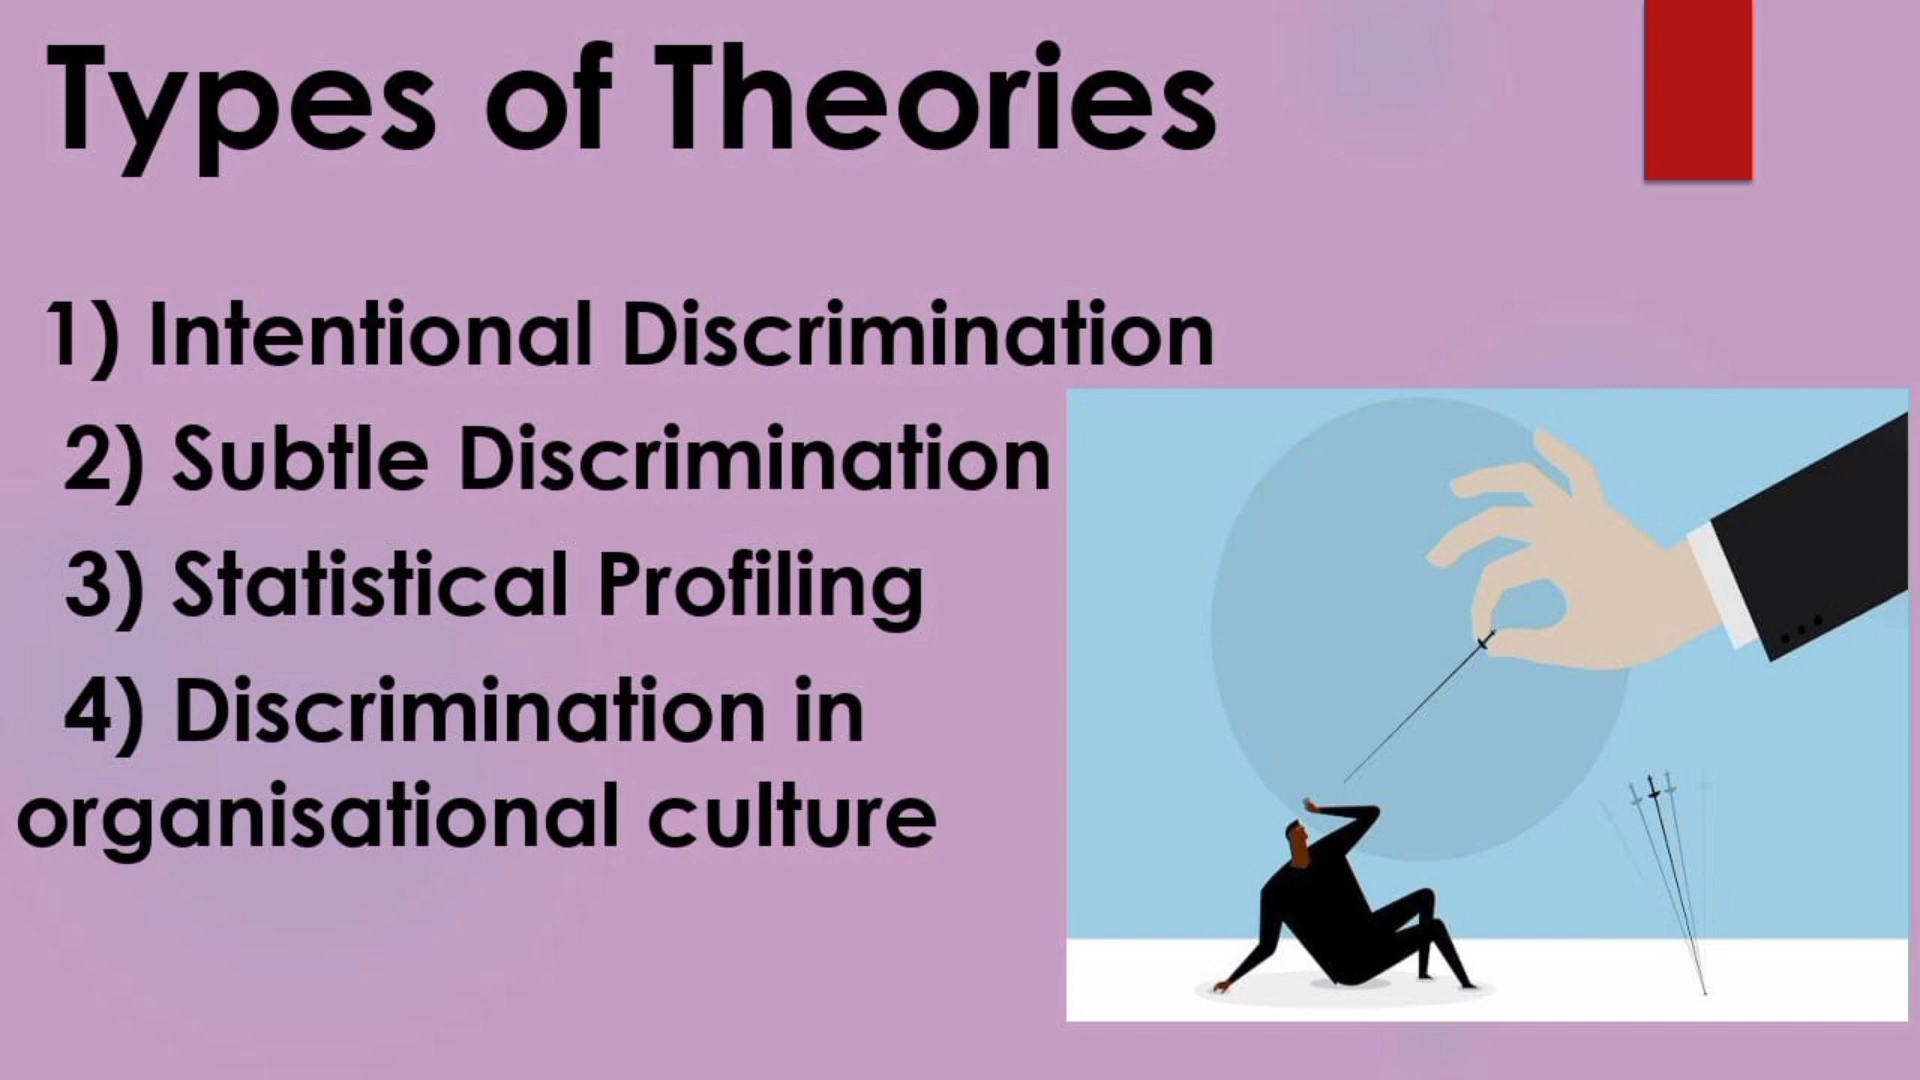 Types of Theories
1) Intentional Discrimination
2) Subtle Discrimination
3) Statistical Profiling
4) Discrimination in
organisational culture